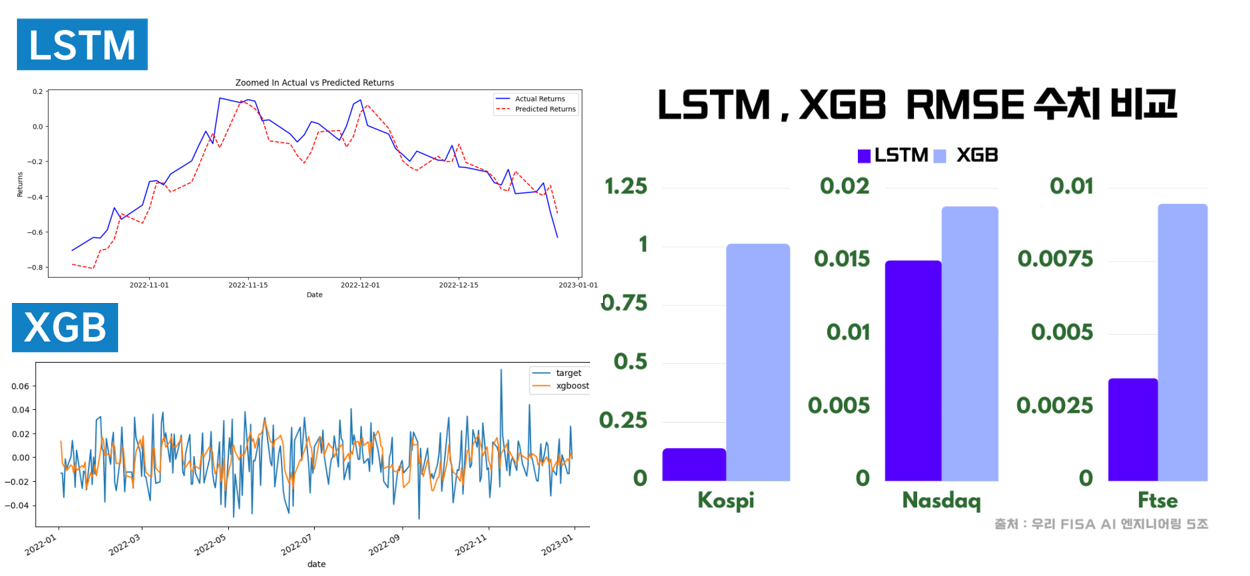 LSTM
Zoomed In Actual vs Predicted Returns
Actual Returns
Predicted Returns
0.2
0.0
−0.2
−0.4
−0.6
−0.8
Returns
2022-11-01
2022-11-15
2022-12-01
2022-12-15
2023-01-01
Date
XGB
target
xgboost
0.06
0.04
0.02
0.00
−0.02
−0.04
2022-01
2022-03
2022-05
2022-07
2022-09
2022-11
2023-01
date
LSTM , XGB RMSE 수치 비교
LSTM XGB
1.25
1
0.75
0.5
0.25
0
Kospi
0.02
0.015
0.01
0.005
0
Nasdaq
0.01
0.0075
0.005
0.0025
0
Ftse
출처 : 우리 FISA AI 엔지니어링 5조